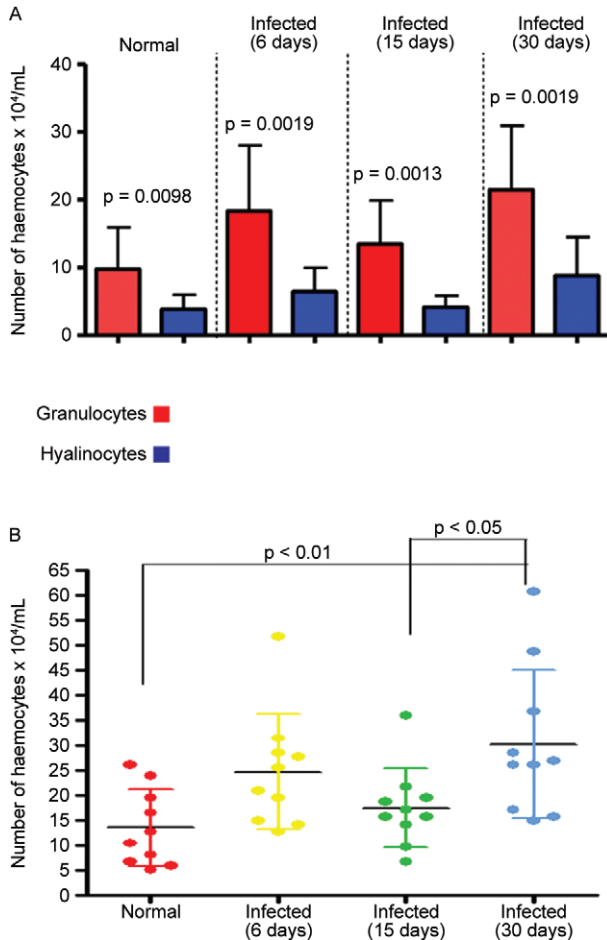 A
Normal
Infected
(6 days)
Infected
(15 days)
Infected
(30 days)
Number of haemocytes x 10⁴/mL
40
30
20
10
0
p = 0.0098
p = 0.0019
p = 0.0013
p = 0.0019
Granulocytes
Hyalinocytes
B
p < 0.01
p < 0.05
Number of haemocytes x 10⁴/mL
65
60
55
50
45
40
35
30
25
20
15
10
5
0
Normal
Infected
(6 days)
Infected
(15 days)
Infected
(30 days)